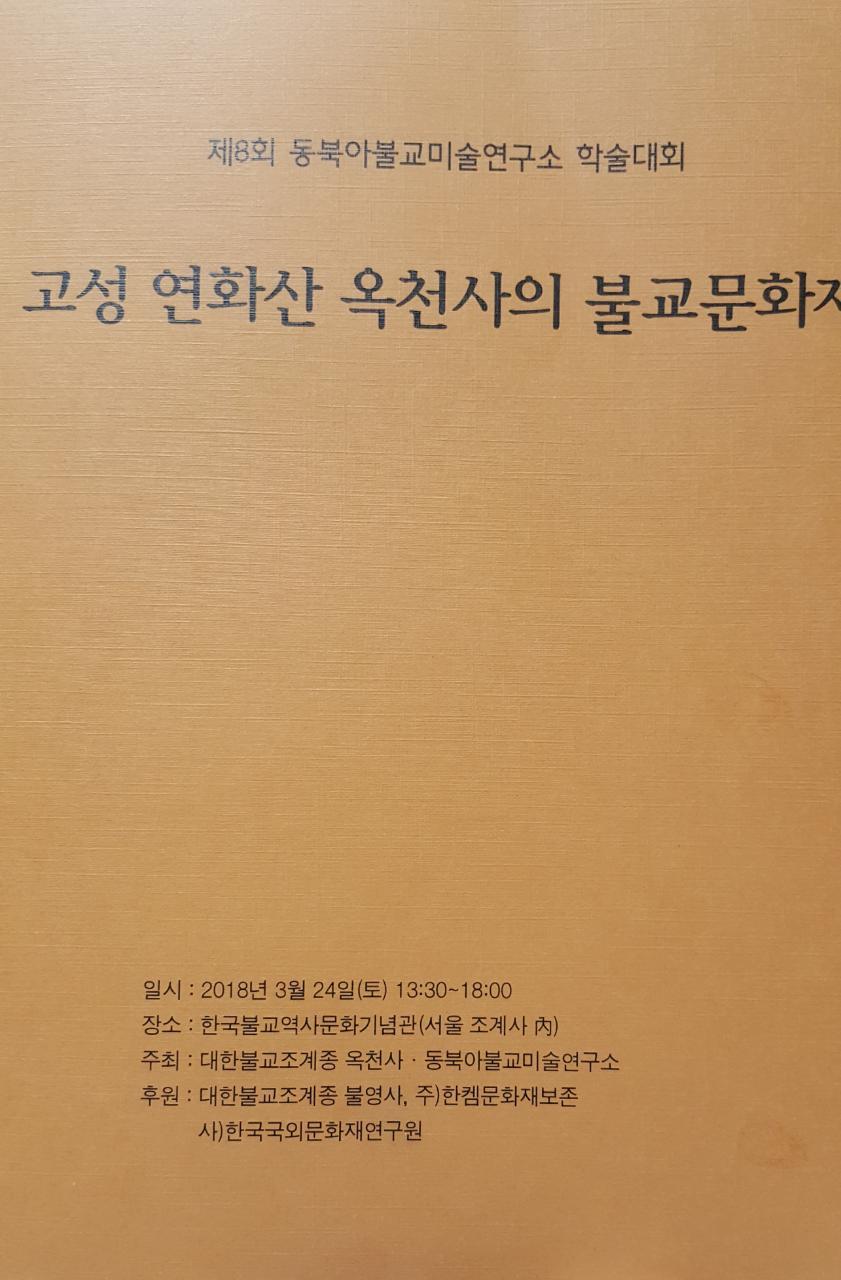 제8회 동북아불교미술연구소 학술대회
고성 연화산 옥천사의 불교문화재
일시 : 2018년 3월 24일(토) 13:30~18:00
장소 : 한국불교역사문화기념관(서울 조계사 內)
주최 : 대한불교조계종 옥천사 · 동북아불교미술연구소
후원 : 대한불교조계종 불영사, 주)한켐문화재보존
사)한국국외문화재연구원